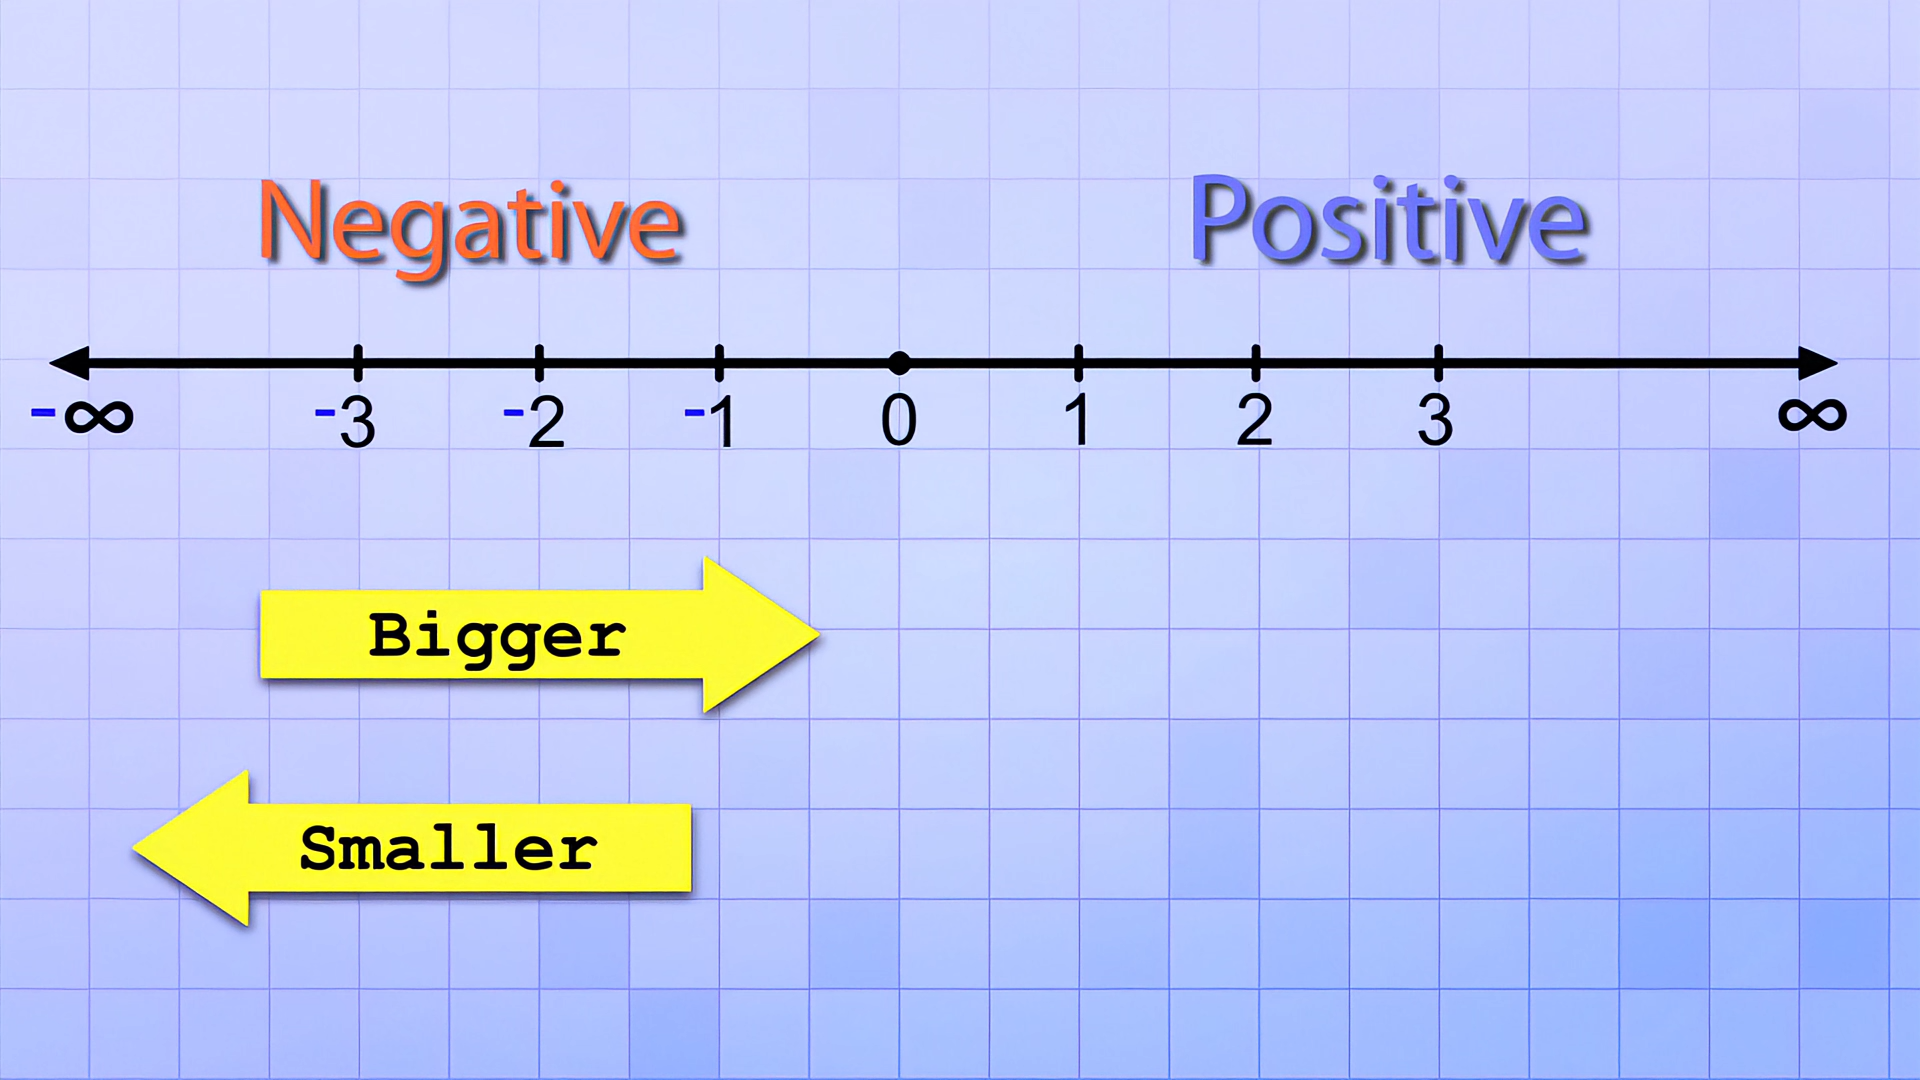 Negative Positive
-∞ -3 -2 -1 0 1 2 3 ∞
Bigger
Smaller